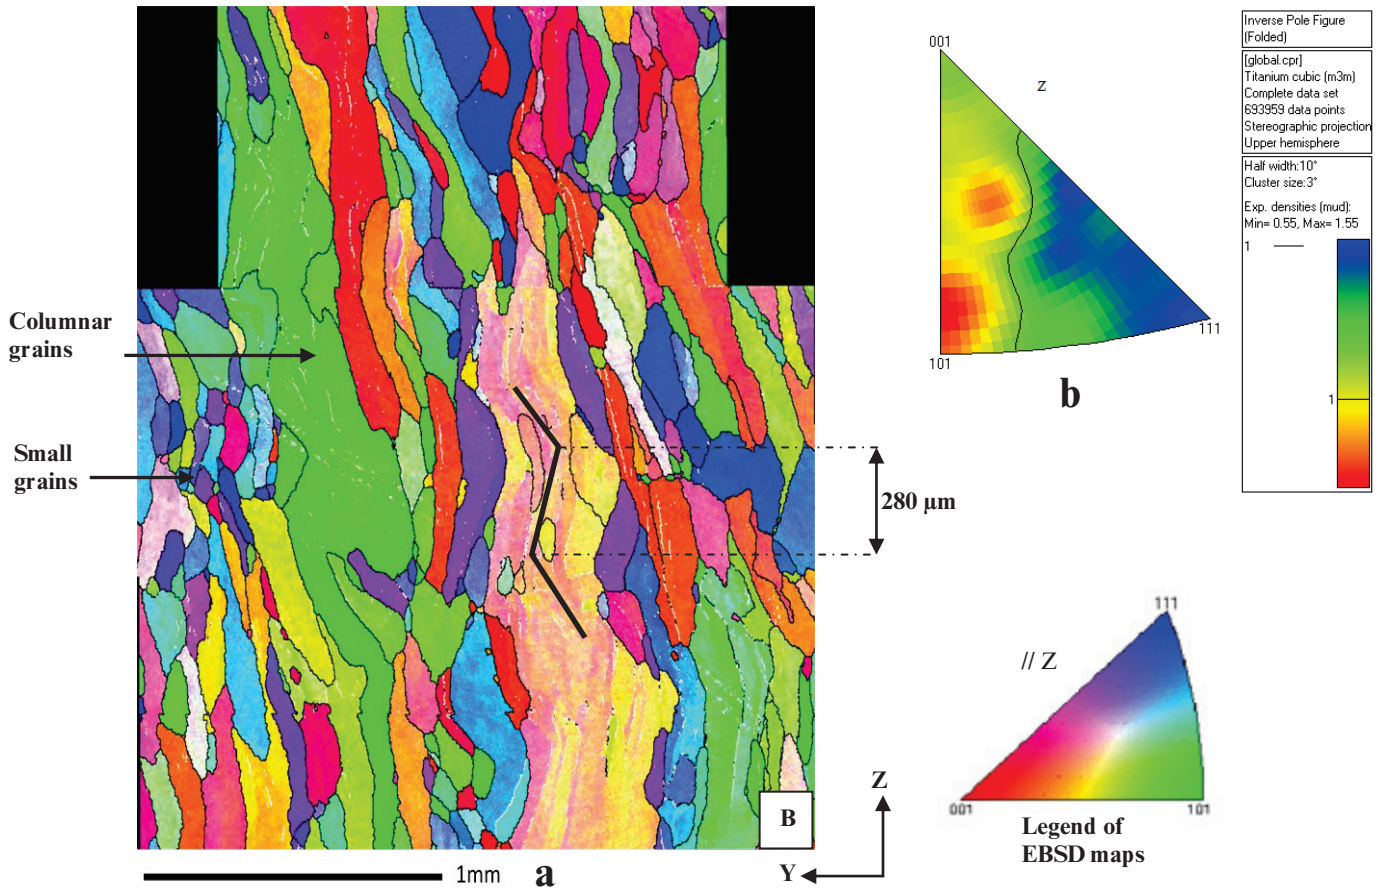 Columnar
grains
Small
grains
280 µm
B
Z
Y
1mm
a
001
z
101
111
b
Inverse Pole Figure
(Folded)
[global.cpr]
Titanium cubic (m3m)
Complete data set
693959 data points
Stereographic projection
Upper hemisphere
Half width:10°
Cluster size:3°
Exp. densities (mud):
Min= 0.55, Max= 1.55
1
1
111
// Z
001
101
Legend of
EBSD maps